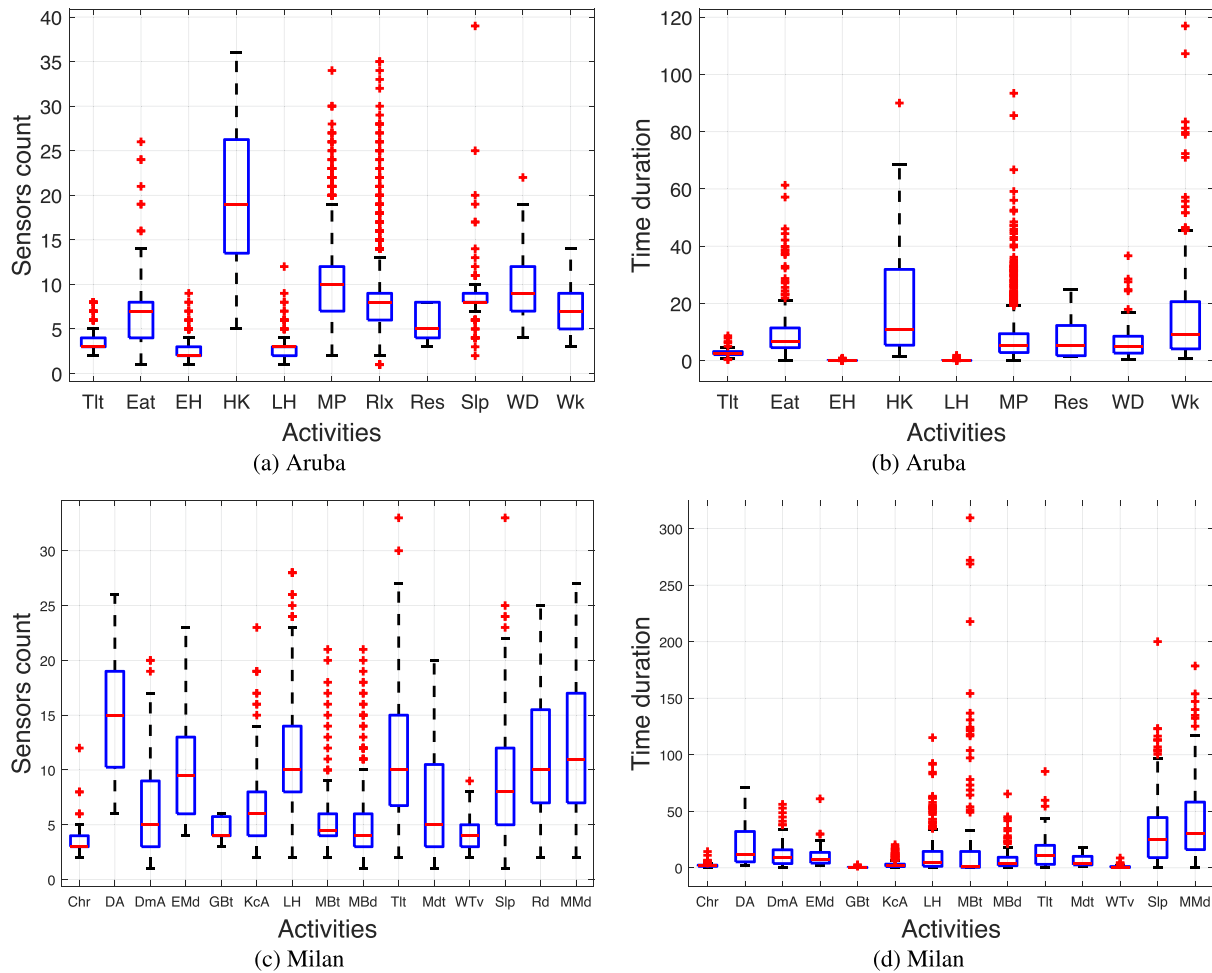 40
35
30
25
20
15
10
5
0
Sensors count
Tlt Eat EH HK LH MP Rlx Res Slp WD Wk
Activities
(a) Aruba
120
100
80
60
40
20
0
Time duration
Tlt Eat EH HK LH MP Res WD Wk
Activities
(b) Aruba
30
25
20
15
10
5
0
Sensors count
Chr DA DmA EMd GBt KcA LH MBt MBd Tlt Mdt WTv Slp Rd MMd
Activities
(c) Milan
300
250
200
150
100
50
0
Time duration
Chr DA DmA EMd GBt KcA LH MBt MBd Tlt Mdt WTv Slp MMd
Activities
(d) Milan